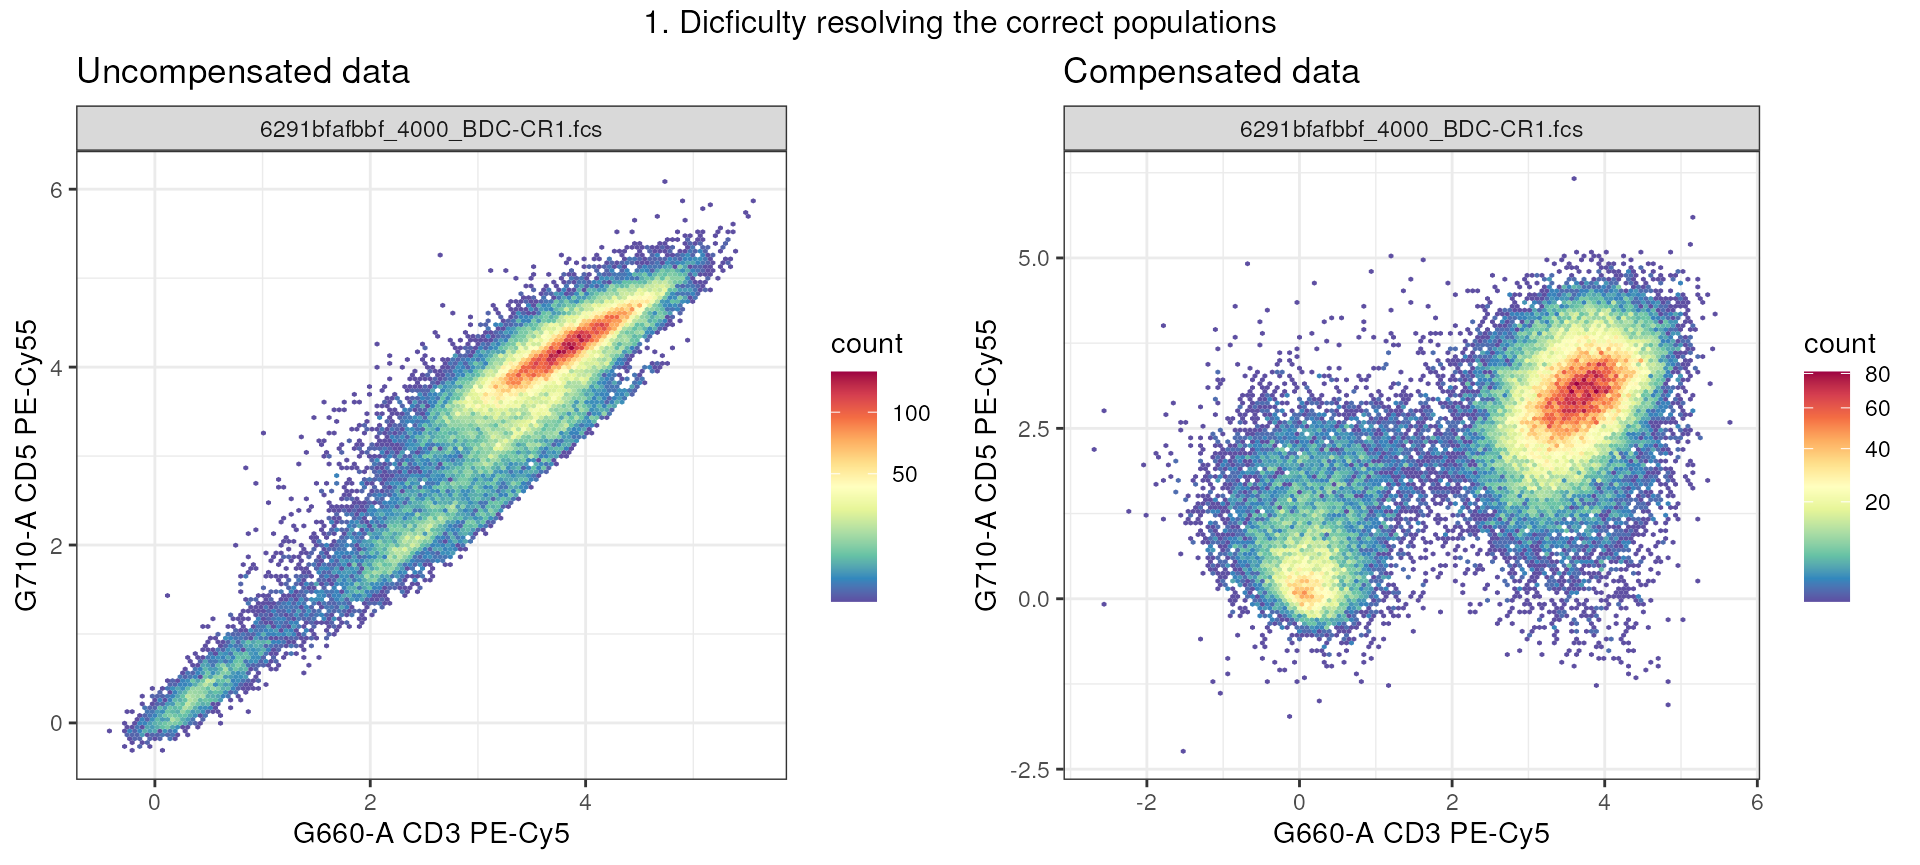 1. Dicficulty resolving the correct populations
Uncompensated data
6291bfafbbf_4000_BDC-CR1.fcs
G710-A CD5 PE-Cy55
6
4
2
0
0
2
4
G660-A CD3 PE-Cy5
count
100
50
Compensated data
6291bfafbbf_4000_BDC-CR1.fcs
G710-A CD5 PE-Cy55
5.0
2.5
0.0
-2.5
-2
0
2
4
6
G660-A CD3 PE-Cy5
count
80
60
40
20